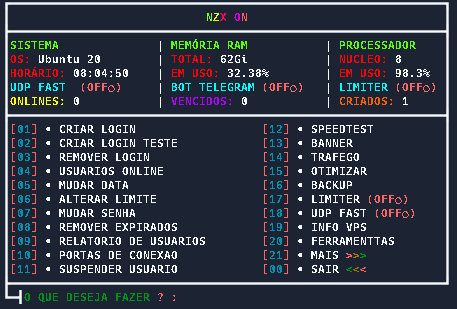 NZX ON
SISTEMA | MEMÓRIA RAM | PROCESSADOR
OS: Ubuntu 20 | TOTAL: 62Gi | NUCLEO: 8
HORÁRIO: 08:04:50 | EM USO: 32.38% | EM USO: 98.3%
UDP FAST (OFF○) | BOT TELEGRAM (OFF○) | LIMITER (OFF○)
ONLINES: 0 | VENCIDOS: 0 | CRIADOS: 1
[01] • CRIAR LOGIN [12] • SPEEDTEST
[02] • CRIAR LOGIN TESTE [13] • BANNER
[03] • REMOVER LOGIN [14] • TRAFEGO
[04] • USUARIOS ONLINE [15] • OTIMIZAR
[05] • MUDAR DATA [16] • BACKUP
[06] • ALTERAR LIMITE [17] • LIMITER (OFF○)
[07] • MUDAR SENHA [18] • UDP FAST (OFF○)
[08] • REMOVER EXPIRADOS [19] • INFO VPS
[09] • RELATORIO DE USUARIOS [20] • FERRAMENTTAS
[10] • PORTAS DE CONEXAO [21] • MAIS >>>
[11] • SUSPENDER USUARIO [00] • SAIR <<<
O QUE DESEJA FAZER ? :